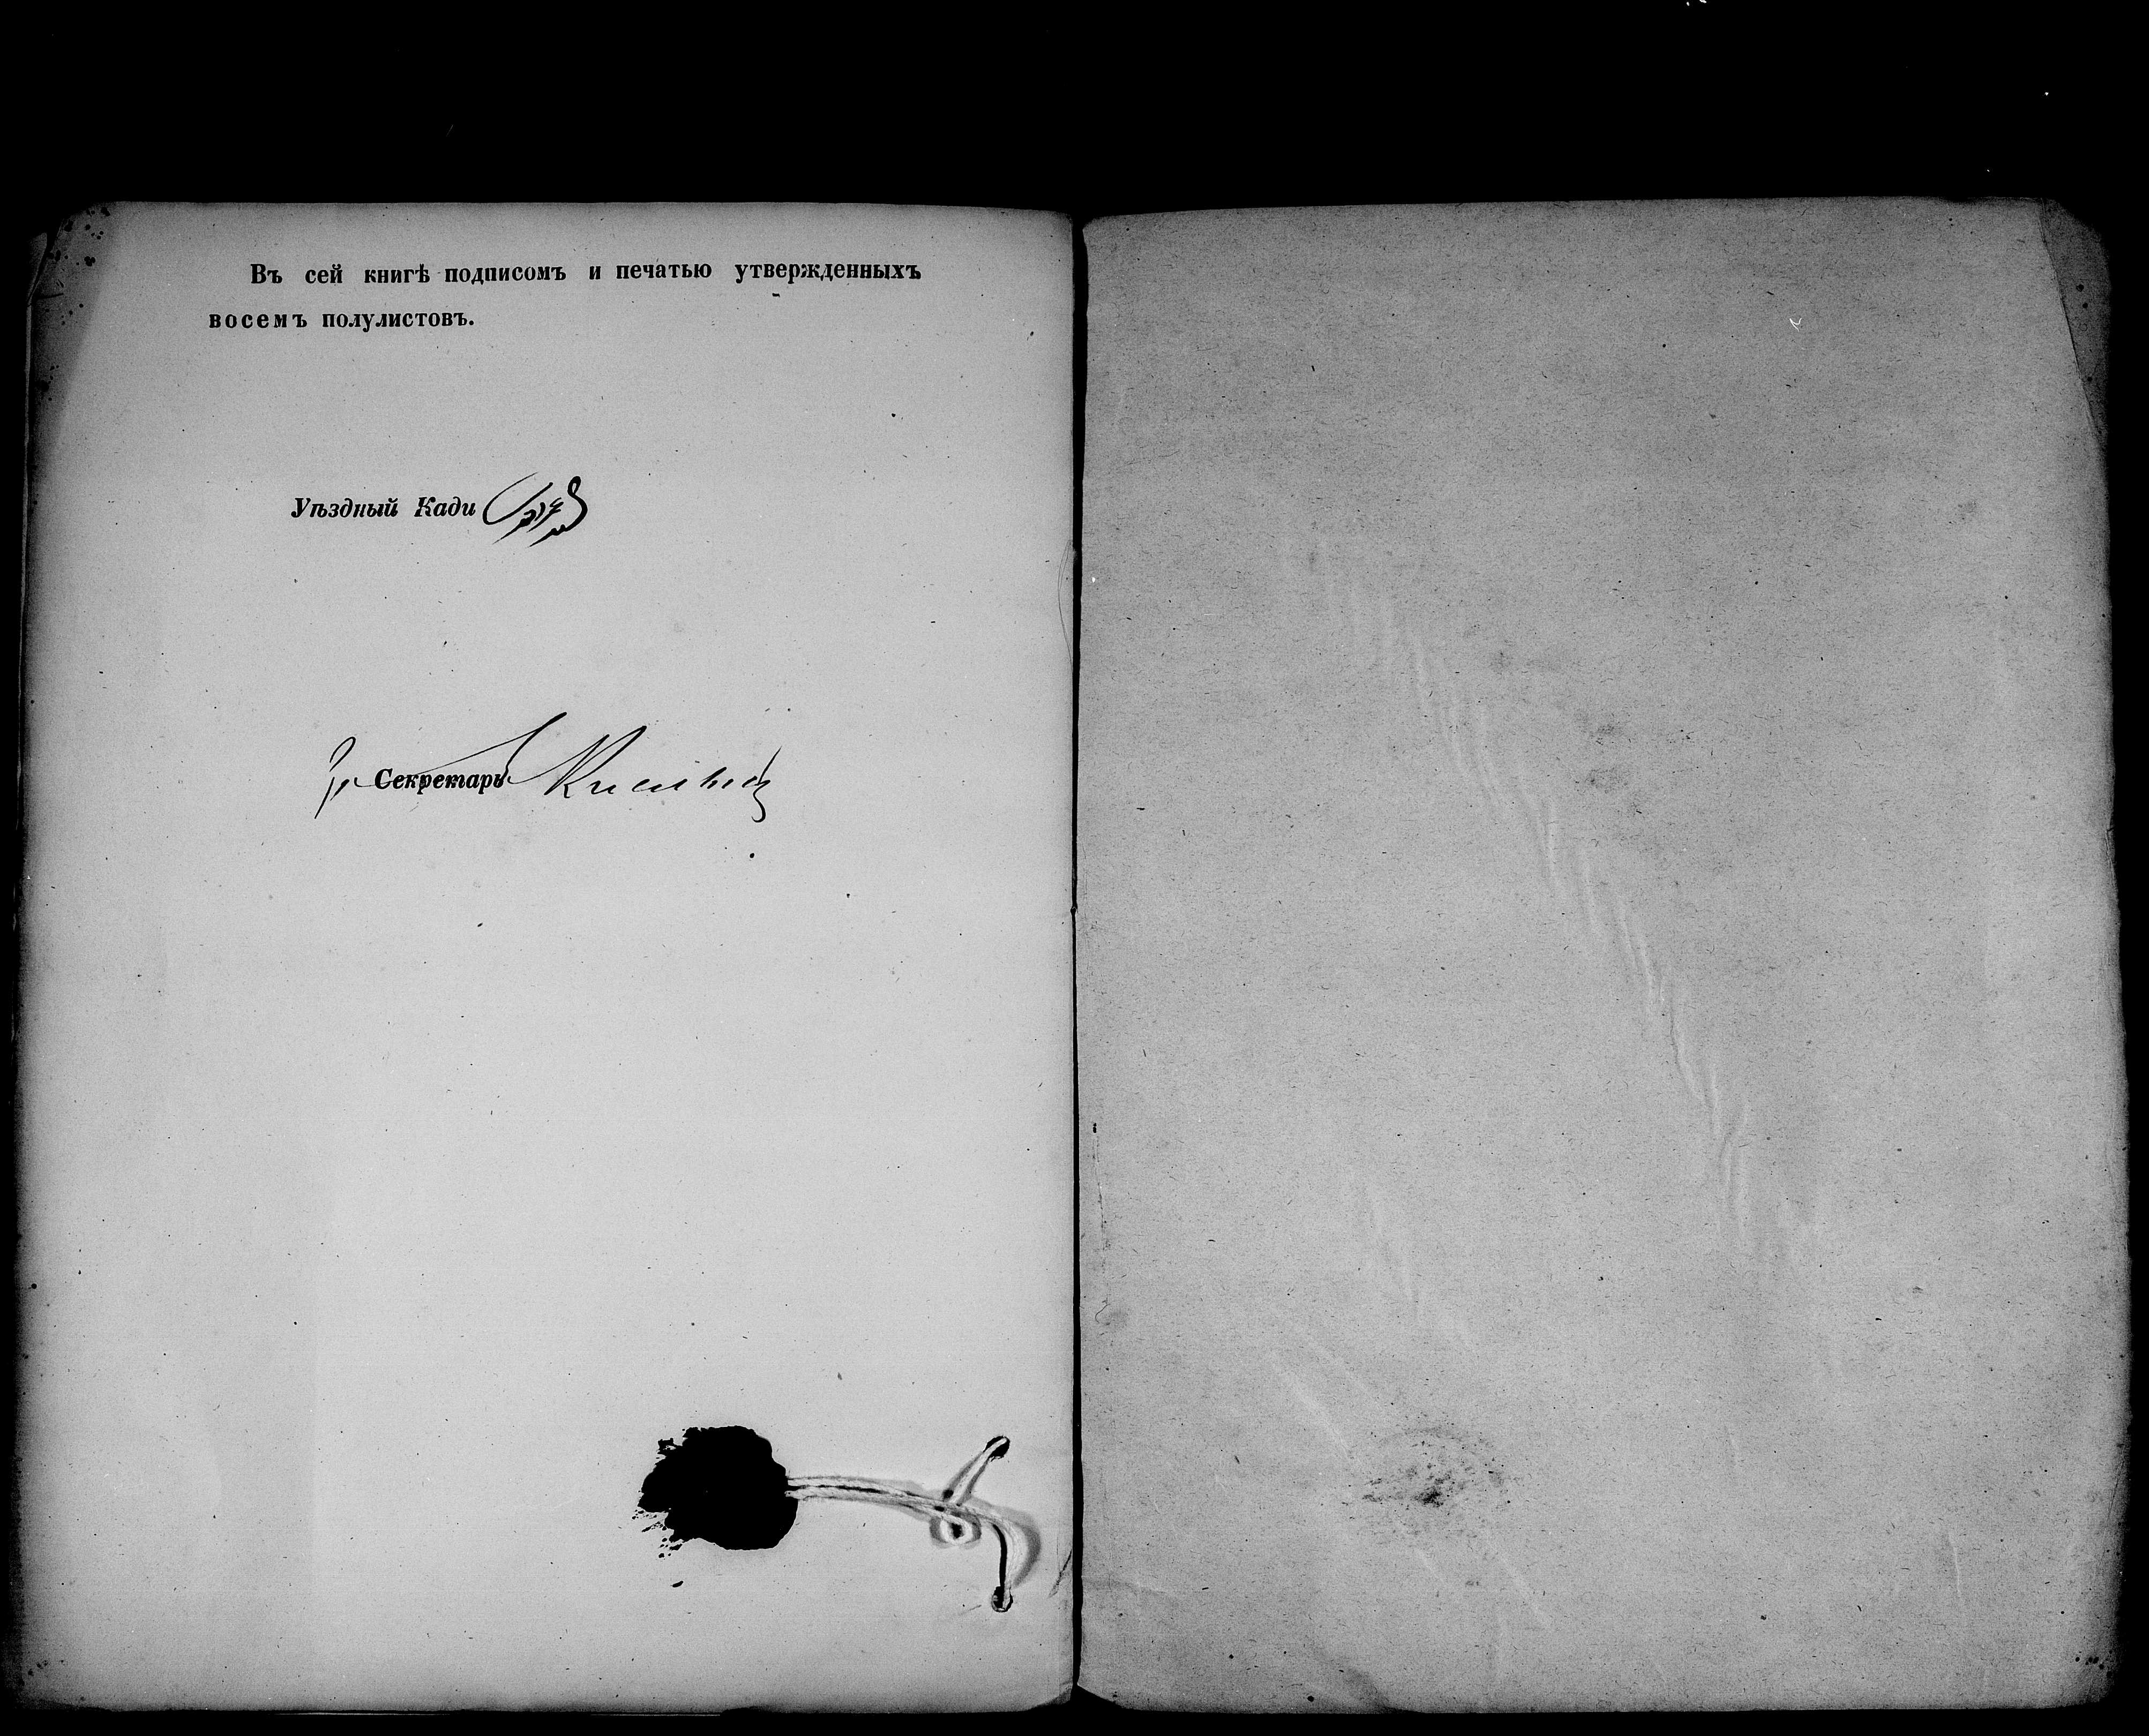 Въ сей книгѣ подписомъ и печатью утвержденныхъ
восемъ полулистовъ.
Уѣздный Кади
Секретарь